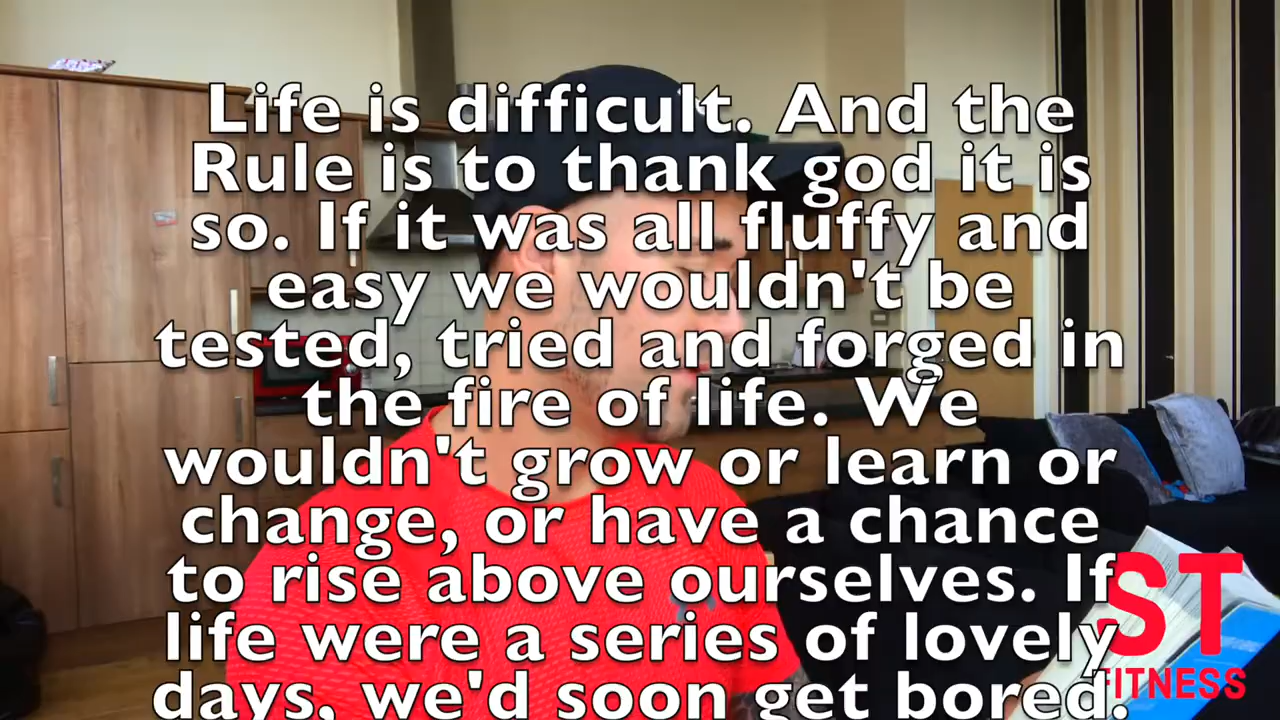 Life is difficult. And the
Rule is to thank god it is
so. If it was all fluffy and
easy we wouldn't be
tested, tried and forged in
the fire of life. We
wouldn't grow or learn or
change, or have a chance
to rise above ourselves. If
life were a series of lovely
days, we'd soon get bored.
ST
FITNESS